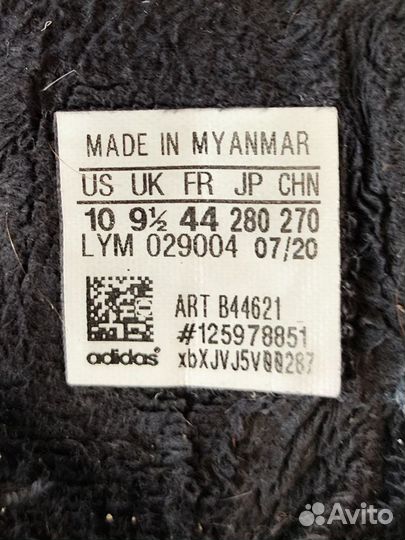 MADE IN MYANMAR
US UK FR JP CHN
10 9½ 44 280 270
LYM 029004 07/20
ART B44621
#125978851
adidas xbXJVJ5V00287
Avito